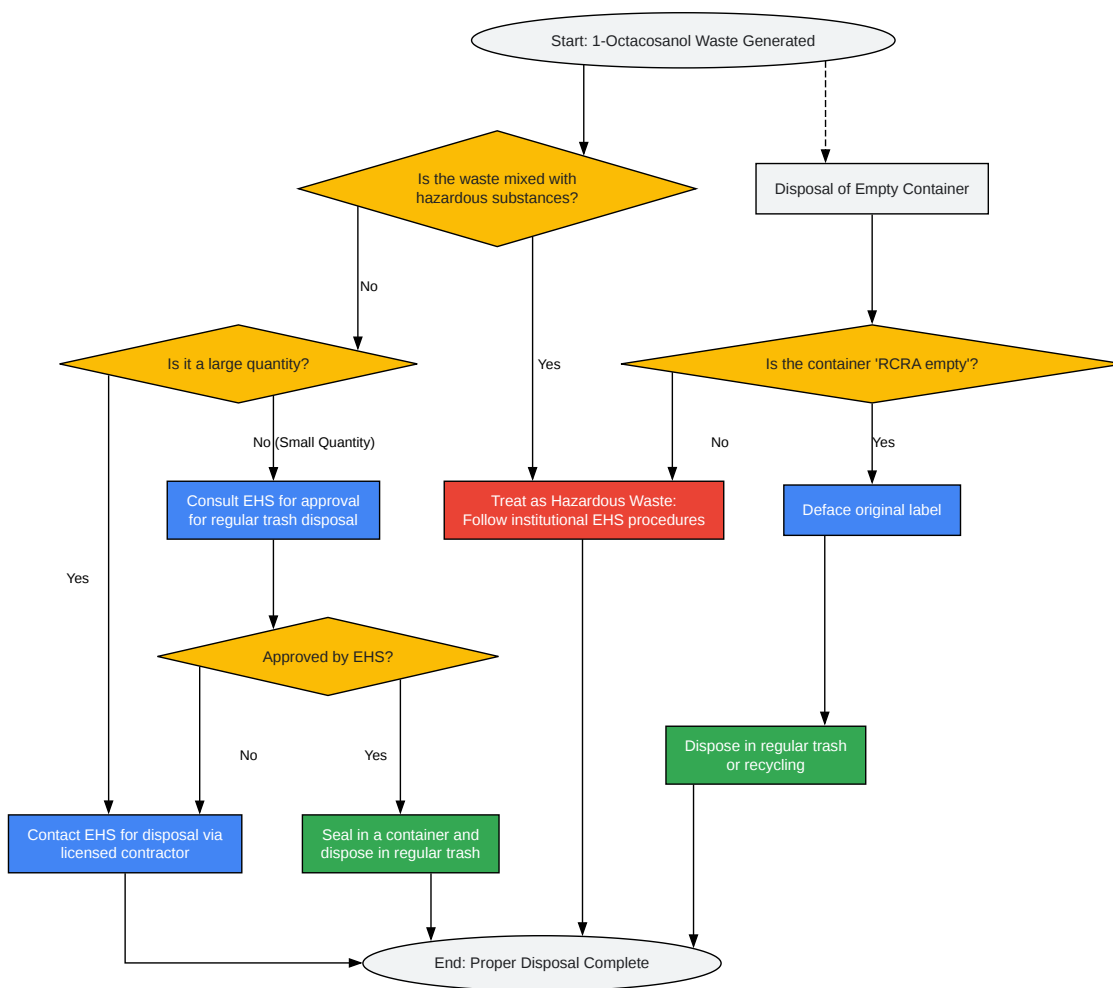 Start: 1-Octacosanol Waste Generated
Is the waste mixed with
hazardous substances?
Disposal of Empty Container
No
Is it a large quantity?
Yes
Is the container 'RCRA empty'?
No (Small Quantity)
No
Yes
Consult EHS for approval
for regular trash disposal
Treat as Hazardous Waste:
Follow institutional EHS procedures
Deface original label
Yes
Approved by EHS?
No
Yes
Dispose in regular trash
or recycling
Contact EHS for disposal via
licensed contractor
Seal in a container and
dispose in regular trash
End: Proper Disposal Complete